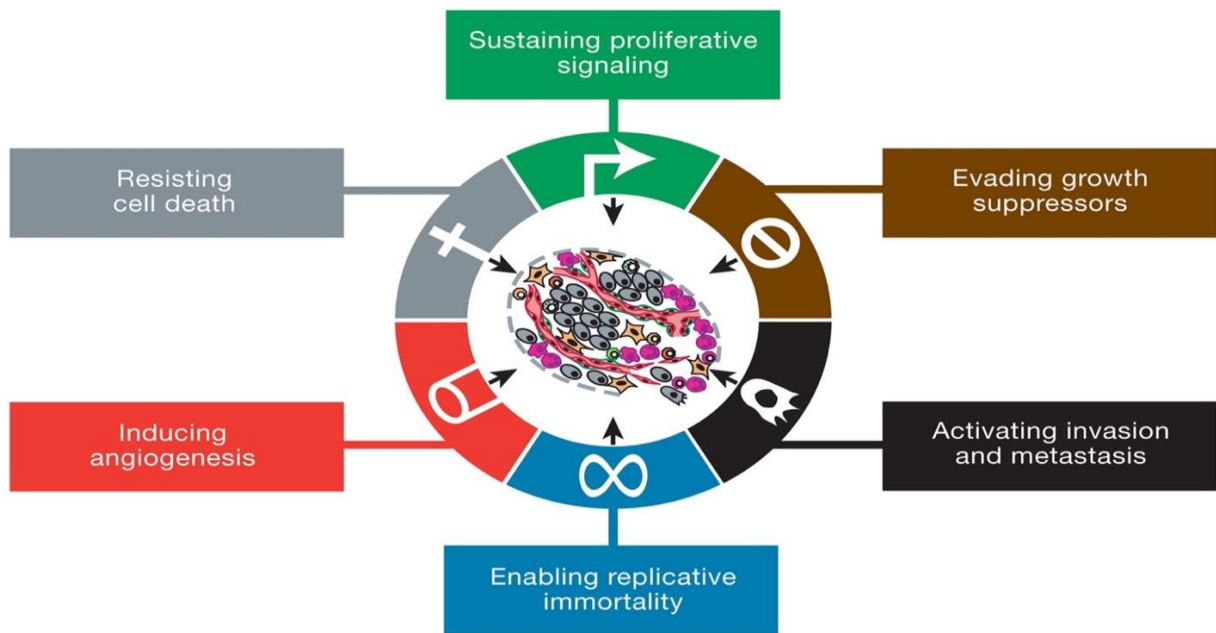 Sustaining proliferative
signaling
Resisting
cell death
Evading growth
suppressors
Inducing
angiogenesis
Activating invasion
and metastasis
Enabling replicative
immortality